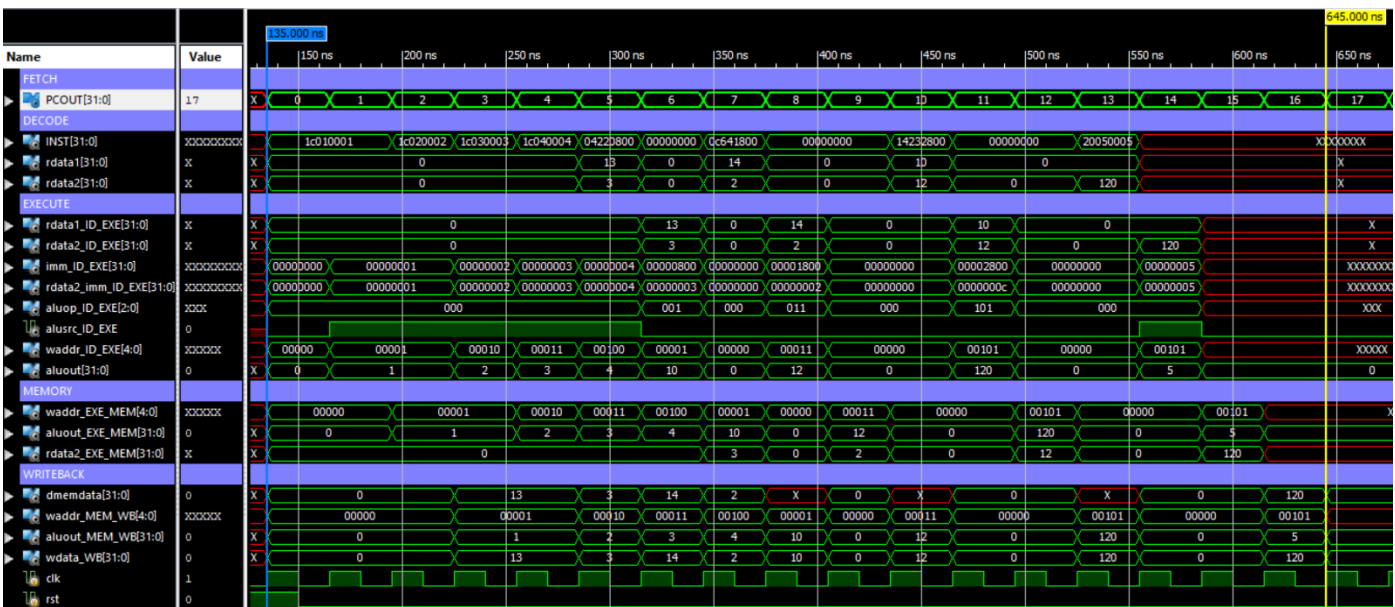 645.000 ns
135.000 ns
Name Value 150 ns 200 ns 250 ns 300 ns 350 ns 400 ns 450 ns 500 ns 550 ns 600 ns 650 ns
FETCH
PCOUT[31:0] 17 X 0 1 2 3 4 5 6 7 8 9 10 11 12 13 14 15 16 17
DECODE
INST[31:0] XXXXXXXX 1c010001 1c020002 1c030003 1c040004 04220800 00000000 0c641800 00000000 14232800 00000000 20050005 XXXXXXXX
rdata1[31:0] X X 0 13 0 14 0 10 0 X
rdata2[31:0] X X 0 3 0 2 0 12 0 120 X
EXECUTE
rdata1_ID_EXE[31:0] X X 0 13 0 14 0 10 0 X
rdata2_ID_EXE[31:0] X X 0 3 0 2 0 12 0 120 X
imm_ID_EXE[31:0] XXXXXXXX 00000000 00000001 00000002 00000003 00000004 00000800 00000000 00001800 00000000 00002800 00000000 00000005 XXXXXXX
rdata2_imm_ID_EXE[31:0] XXXXXXXX 00000000 00000001 00000002 00000003 00000004 00000003 00000000 00000002 00000000 0000000c 00000000 00000005 XXXXXXX
aluop_ID_EXE[2:0] XXX 000 001 000 011 000 101 000 XXX
alusrc_ID_EXE 0
waddr_ID_EXE[4:0] XXXXX 00000 00001 00010 00011 00100 00001 00000 00011 00000 00101 00000 00101 XXXXX
aluout[31:0] 0 X 0 1 2 3 4 10 0 12 0 120 0 5 0
MEMORY
waddr_EXE_MEM[4:0] XXXXX 00000 00001 00010 00011 00100 00001 00000 00011 00000 00101 00000 00101 X
aluout_EXE_MEM[31:0] 0 X 0 1 2 3 4 10 0 12 0 120 0 5
rdata2_EXE_MEM[31:0] X X 0 3 0 2 0 12 0 120
WRITEBACK
dmemdata[31:0] 0 X 0 13 3 14 2 X 0 X 0 X 0 120
waddr_MEM_WB[4:0] XXXXX 00000 00001 00010 00011 00100 00001 00000 00011 00000 00101 00000 00101
aluout_MEM_WB[31:0] 0 X 0 1 2 3 4 10 0 12 0 120 0 5
wdata_WB[31:0] 0 X 0 13 3 14 2 10 0 12 0 120 0 120
clk 1
rst 0